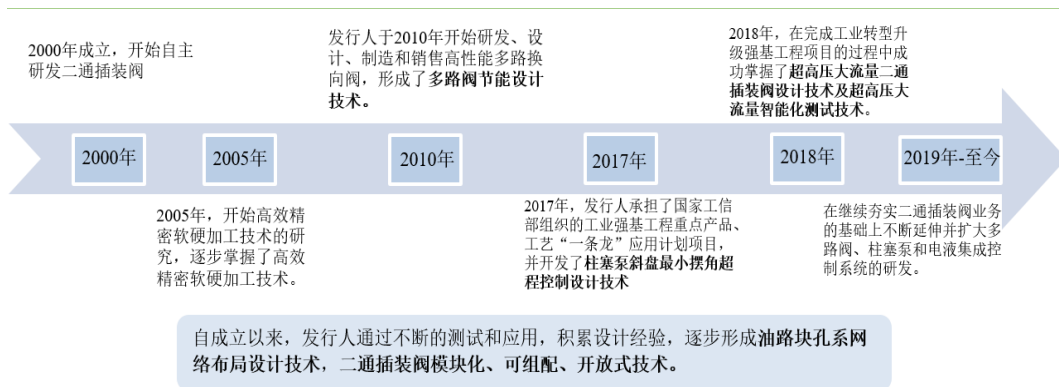 2000年成立，开始自主
研发二通插装阀
发行人于2010年开始研发、设
计、制造和销售高性能多路换
向阀，形成了多路阀节能设计
技术。
2018年，在完成工业转型升
级强基工程项目的过程中成
功掌握了超高压大流量二通
插装阀设计技术及超高压大
流量智能化测试技术。
2000年
2005年
2010年
2017年
2018年
2019年-至今
2005年，开始高效精
密软硬加工技术的研
究，逐步掌握了高效
精密软硬加工技术。
2017年，发行人承担了国家工信
部组织的工业强基工程重点产品、
工艺“一条龙”应用计划项目，
并开发了柱塞泵斜盘最小摆角超
程控制设计技术
在继续夯实二通插装阀业务
的基础上不断延伸并扩大多
路阀、柱塞泵和电液集成控
制系统的研发。
自成立以来，发行人通过不断的测试和应用，积累设计经验，逐步形成油路块孔系网
络布局设计技术，二通插装阀模块化、可组配、开放式技术。